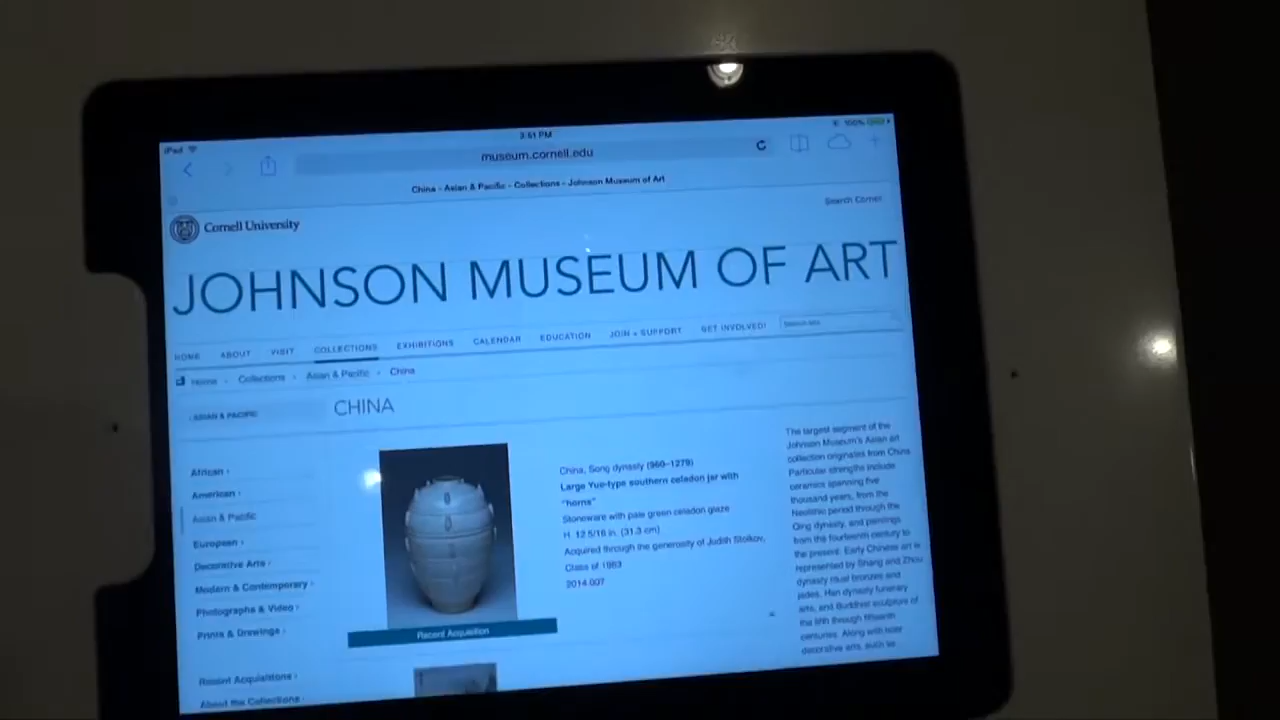 iPad
3:51 PM
100%
museum.cornell.edu
China - Asian & Pacific - Collections - Johnson Museum of Art
Cornell University
Search Cornell
JOHNSON MUSEUM OF ART
HOME ABOUT VISIT COLLECTIONS EXHIBITIONS CALENDAR EDUCATION JOIN + SUPPORT GET INVOLVED! Search site
Home › Collections › Asian & Pacific › China
‹ ASIAN & PACIFIC
CHINA
African ›
American ›
Asian & Pacific
European ›
Decorative Arts ›
Modern & Contemporary ›
Photographs & Video ›
Prints & Drawings ›
Recent Acquisitions ›
About the Collections ›
China, Song dynasty (960–1279)
Large Yue-type southern celadon jar with
"horns"
Stoneware with pale green celadon glaze
H. 12 5/16 in. (31.3 cm)
Acquired through the generosity of Judith Stoikov,
Class of 1963
2014.007
Recent Acquisition
The largest segment of the
Johnson Museum's Asian art
collection originates from China.
Particular strengths include
ceramics spanning five
thousand years, from the
Neolithic period through the
Qing dynasty, and paintings
from the fourteenth century to
the present. Early Chinese art is
represented by Shang and Zhou
dynasty ritual bronzes and
jades, Han dynasty funerary
arts, and Buddhist sculpture of
the fifth through fifteenth
centuries. Along with later
decorative arts, such as